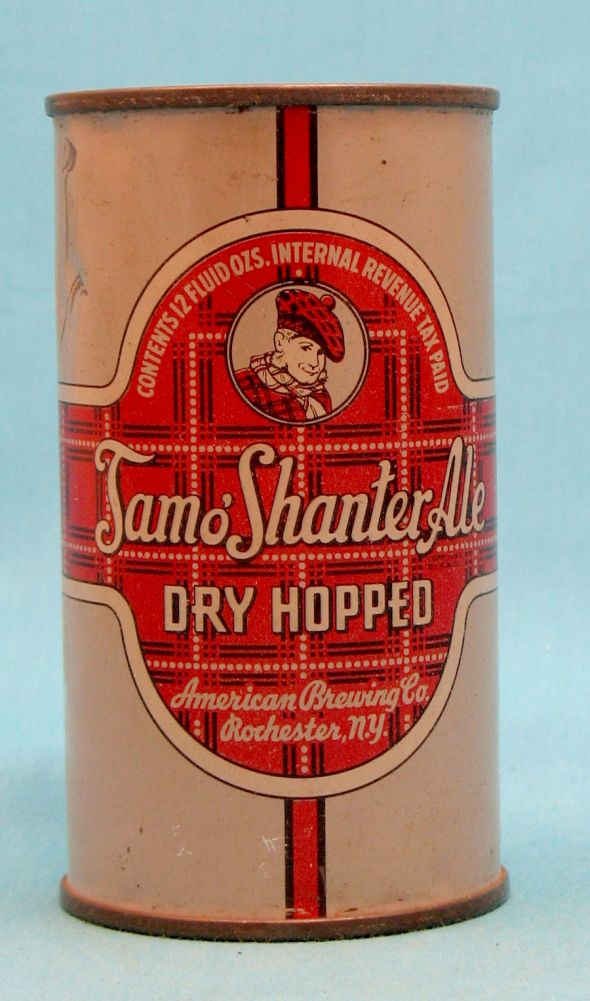 CONTENTS 12 FLUID OZS. INTERNAL REVENUE TAX PAID
Tam o' Shanter Ale
DRY HOPPED
American Brewing Co.
Rochester, N.Y.